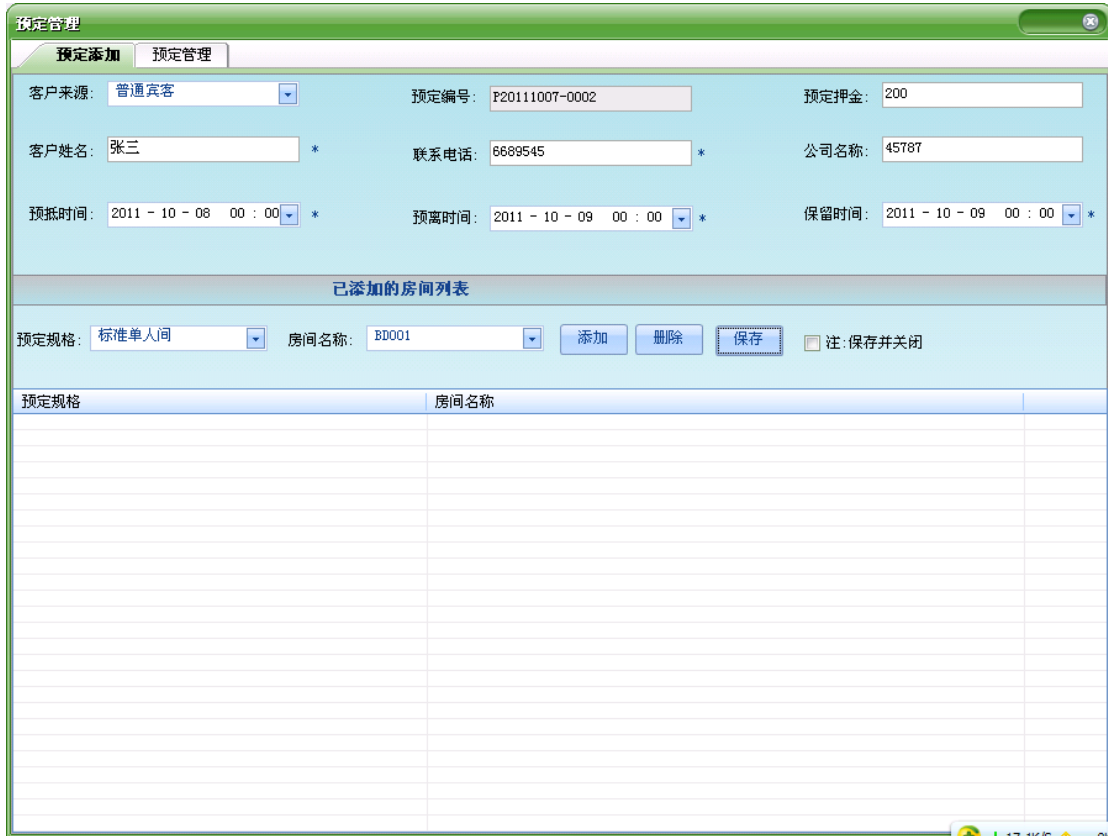 预定管理
预定添加 预定管理
客户来源: 普通宾客 预定编号: P20111007-0002 预定押金: 200
客户姓名: 张三 * 联系电话: 6689545 * 公司名称: 45787
预抵时间: 2011 - 10 - 08 00 : 00 * 预离时间: 2011 - 10 - 09 00 : 00 * 保留时间: 2011 - 10 - 09 00 : 00 *
已添加的房间列表
预定规格: 标准单人间 房间名称: BD001 添加 删除 保存 注:保存并关闭
预定规格 房间名称